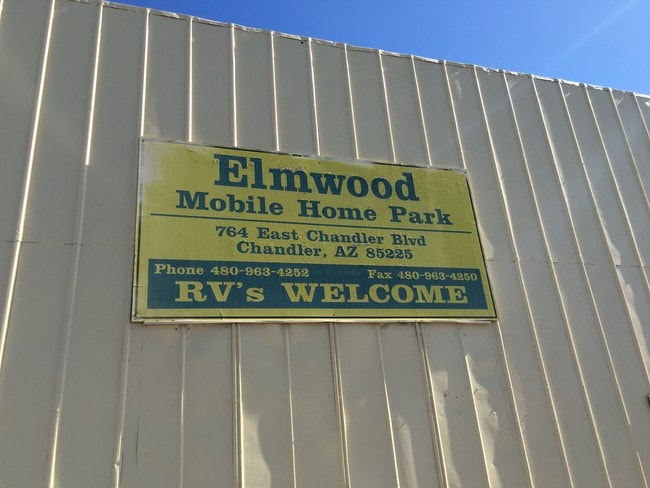 Elmwood
Mobile Home Park
764 East Chandler Blvd
Chandler, AZ 85225
Phone 480-963-4252 Fax 480-963-4250
RV's WELCOME